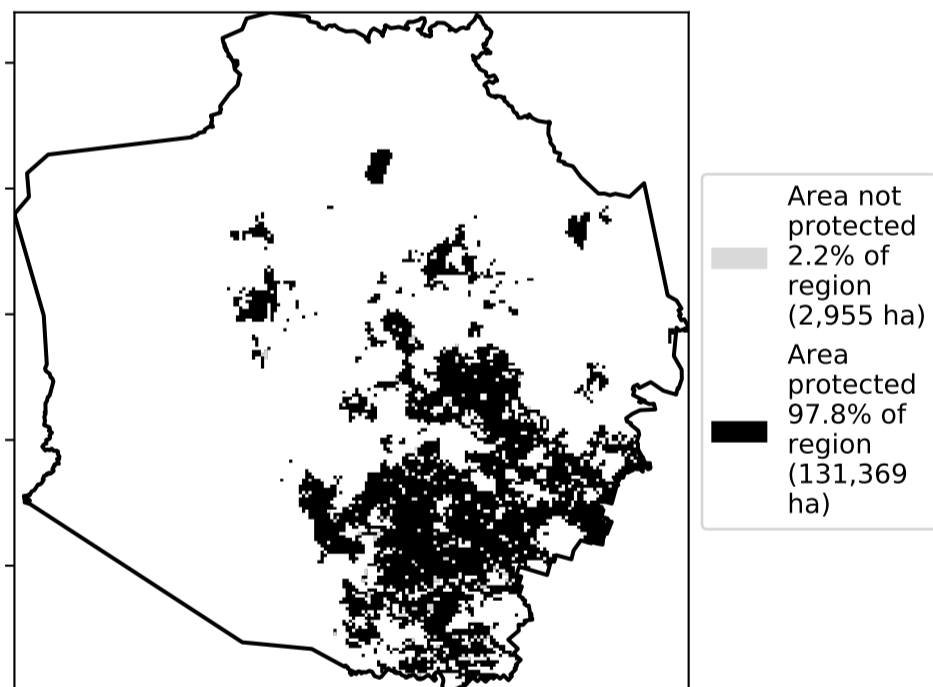 Area not
protected
2.2% of
region
(2,955 ha)
Area
protected
97.8% of
region
(131,369
ha)